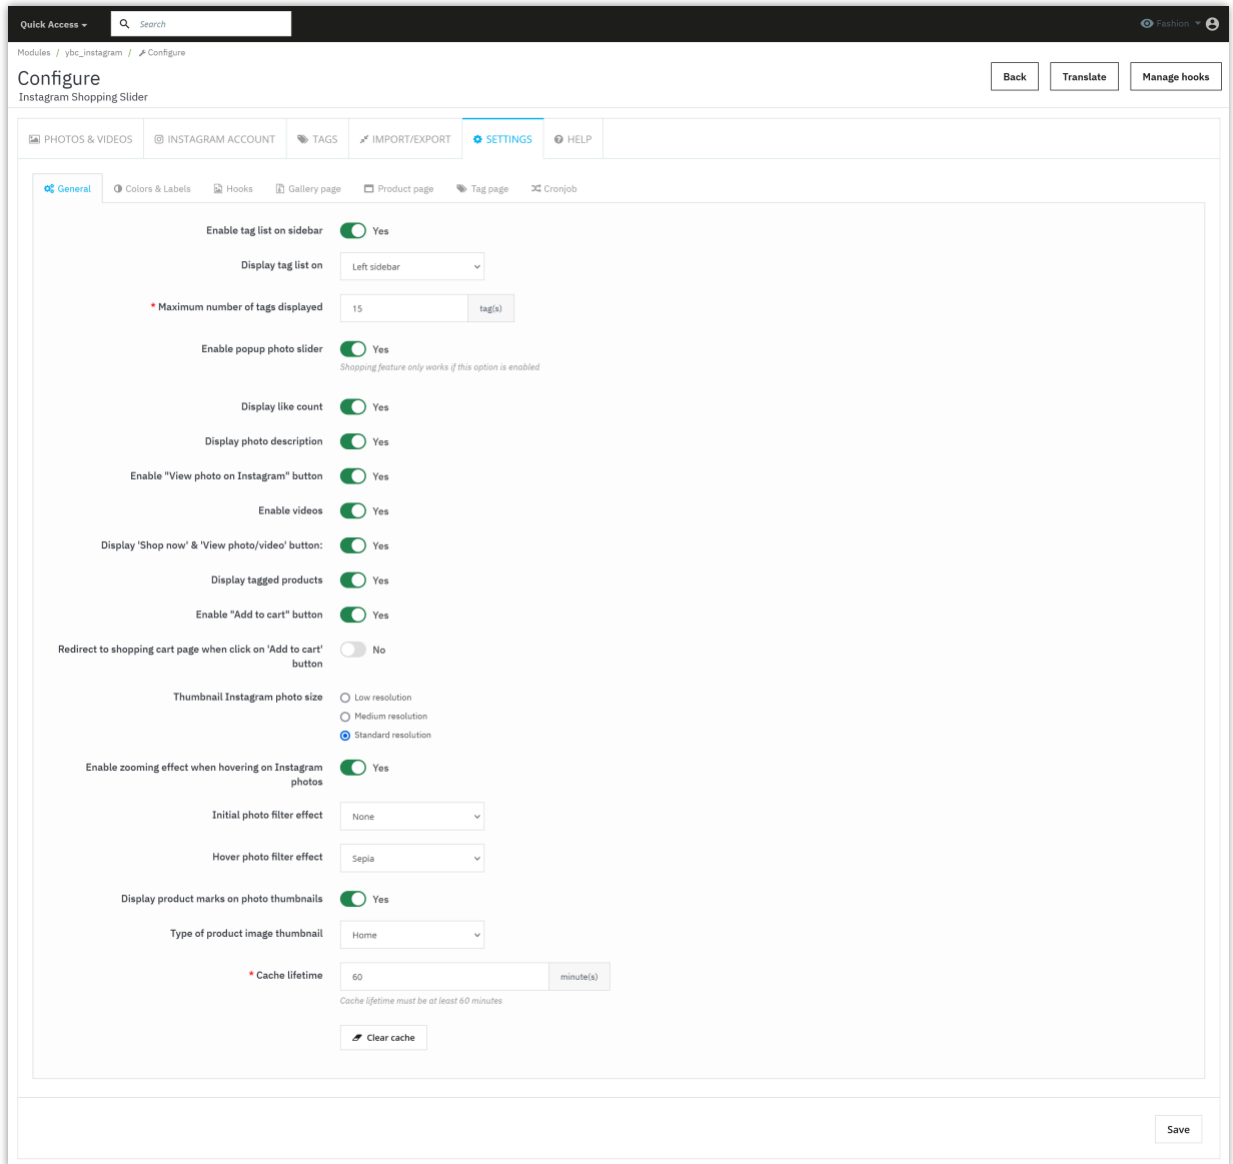 Quick Access
Search
Fashion
Modules / ybc_instagram / Configure
Configure
Instagram Shopping Slider
Back
Translate
Manage hooks
PHOTOS & VIDEOS
INSTAGRAM ACCOUNT
TAGS
IMPORT/EXPORT
SETTINGS
HELP
General
Colors & Labels
Hooks
Gallery page
Product page
Tag page
Cronjob
Enable tag list on sidebar
Yes
Display tag list on
Left sidebar
* Maximum number of tags displayed
15
tag(s)
Enable popup photo slider
Yes
Shopping feature only works if this option is enabled
Display like count
Yes
Display photo description
Yes
Enable "View photo on Instagram" button
Yes
Enable videos
Yes
Display 'Shop now' & 'View photo/video' button:
Yes
Display tagged products
Yes
Enable "Add to cart" button
Yes
Redirect to shopping cart page when click on 'Add to cart'
button
No
Thumbnail Instagram photo size
Low resolution
Medium resolution
Standard resolution
Enable zooming effect when hovering on Instagram
photos
Yes
Initial photo filter effect
None
Hover photo filter effect
Sepia
Display product marks on photo thumbnails
Yes
Type of product image thumbnail
Home
* Cache lifetime
60
minute(s)
Cache lifetime must be at least 60 minutes
Clear cache
Save